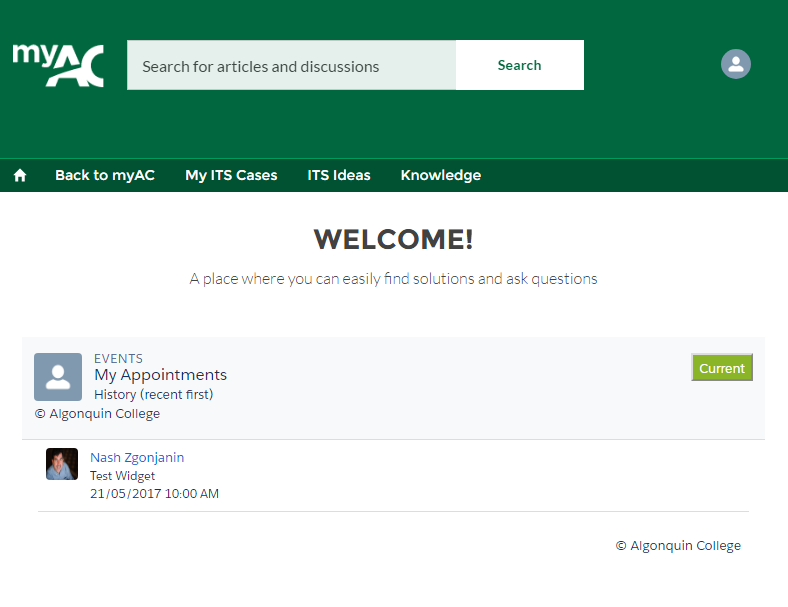 myAC
Search for articles and discussions
Search
Back to myAC
My ITS Cases
ITS Ideas
Knowledge
WELCOME!
A place where you can easily find solutions and ask questions
EVENTS
My Appointments
History (recent first)
© Algonquin College
Current
Nash Zgonjanin
Test Widget
21/05/2017 10:00 AM
© Algonquin College